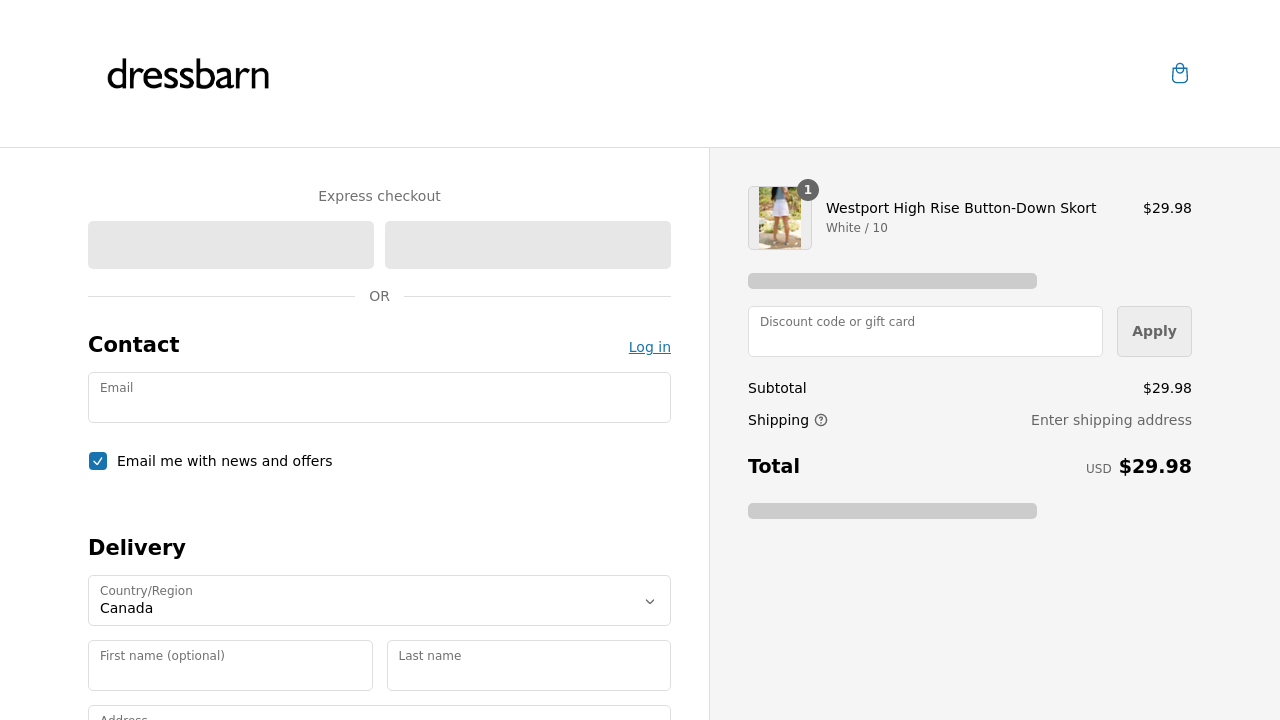 dressbarn
Express checkout
OR
Contact
Log in
Email
Email me with news and offers
Delivery
Country/Region
Canada
First name (optional)
Last name
Address
1
Westport High Rise Button-Down Skort
$29.98
White / 10
Discount code or gift card
Apply
Subtotal
$29.98
Shipping
Enter shipping address
Total
USD $29.98